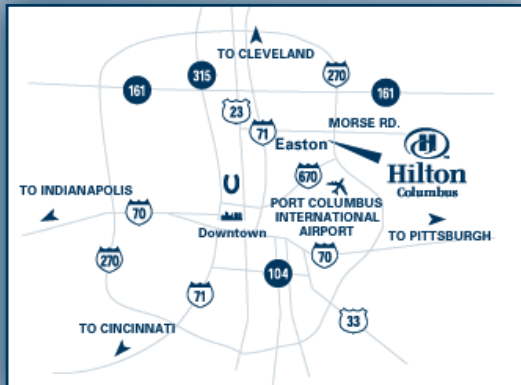 TO CLEVELAND
315
270
161
161
23
MORSE RD.
71
Easton
Hilton
Columbus
670
TO INDIANAPOLIS
PORT COLUMBUS
INTERNATIONAL
AIRPORT
70
Downtown
TO PITTSBURGH
70
270
104
71
33
TO CINCINNATI